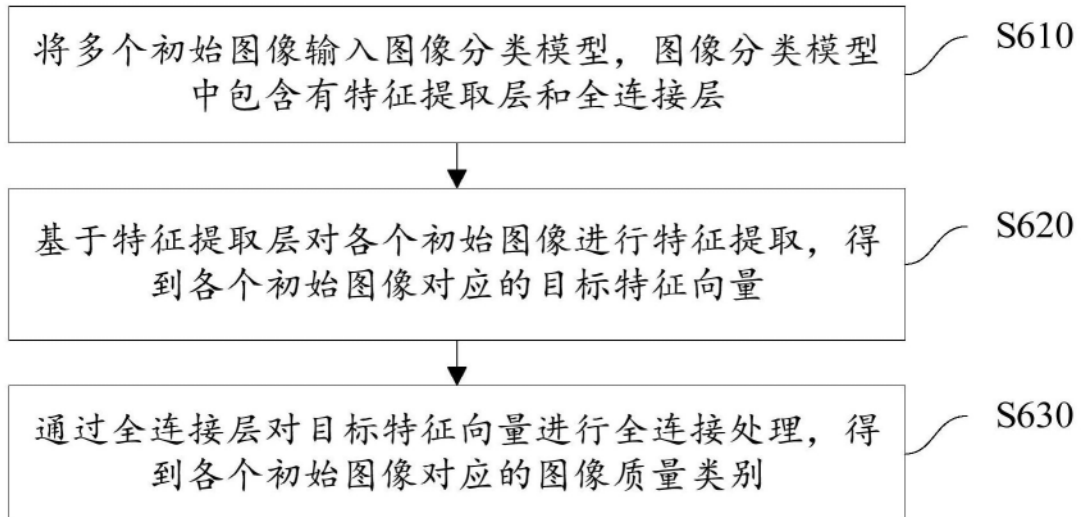 将多个初始图像输入图像分类模型，图像分类模型
中包含有特征提取层和全连接层
S610
基于特征提取层对各个初始图像进行特征提取，得
到各个初始图像对应的目标特征向量
S620
通过全连接层对目标特征向量进行全连接处理，得
到各个初始图像对应的图像质量类别
S630